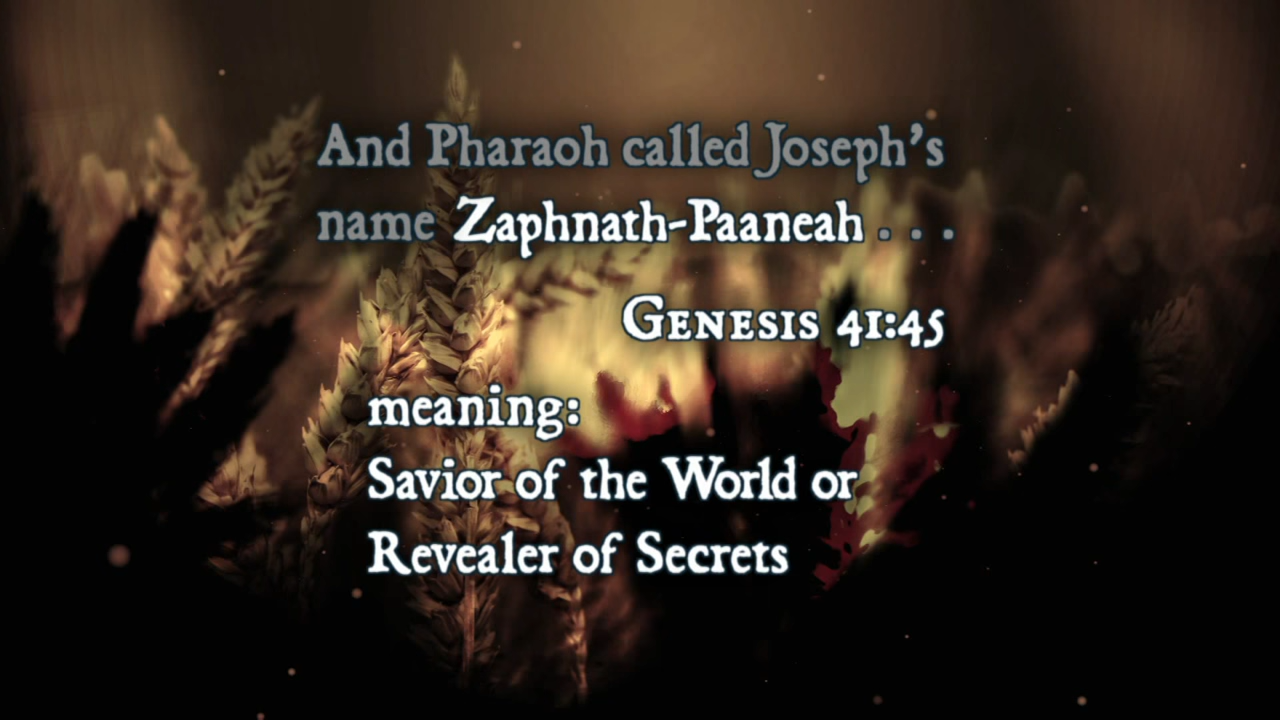 And Pharaoh called Joseph's
name Zaphnath-Paaneah . . .
Genesis 41:45
meaning:
Savior of the World or
Revealer of Secrets